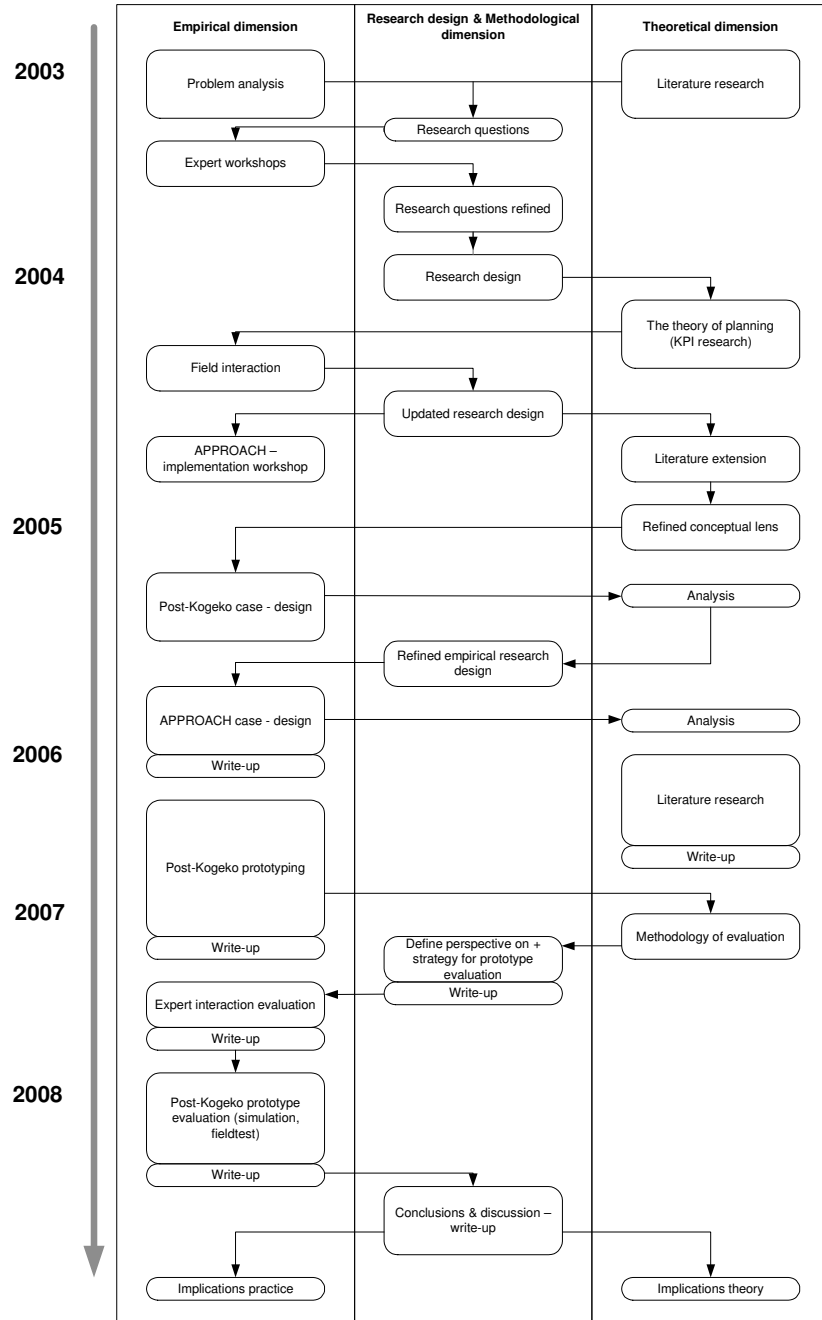 Empirical dimension
Research design & Methodological
dimension
Theoretical dimension
2003
Problem analysis
Literature research
Research questions
Expert workshops
Research questions refined
2004
Research design
The theory of planning
(KPI research)
Field interaction
Updated research design
APPROACH –
implementation workshop
Literature extension
2005
Refined conceptual lens
Post-Kogeko case - design
Analysis
Refined empirical research
design
APPROACH case - design
Analysis
2006
Write-up
Literature research
Write-up
Post-Kogeko prototyping
2007
Methodology of evaluation
Write-up
Define perspective on +
strategy for prototype
evaluation
Write-up
Expert interaction evaluation
Write-up
2008
Post-Kogeko prototype
evaluation (simulation,
fieldtest)
Write-up
Conclusions & discussion –
write-up
Implications practice
Implications theory